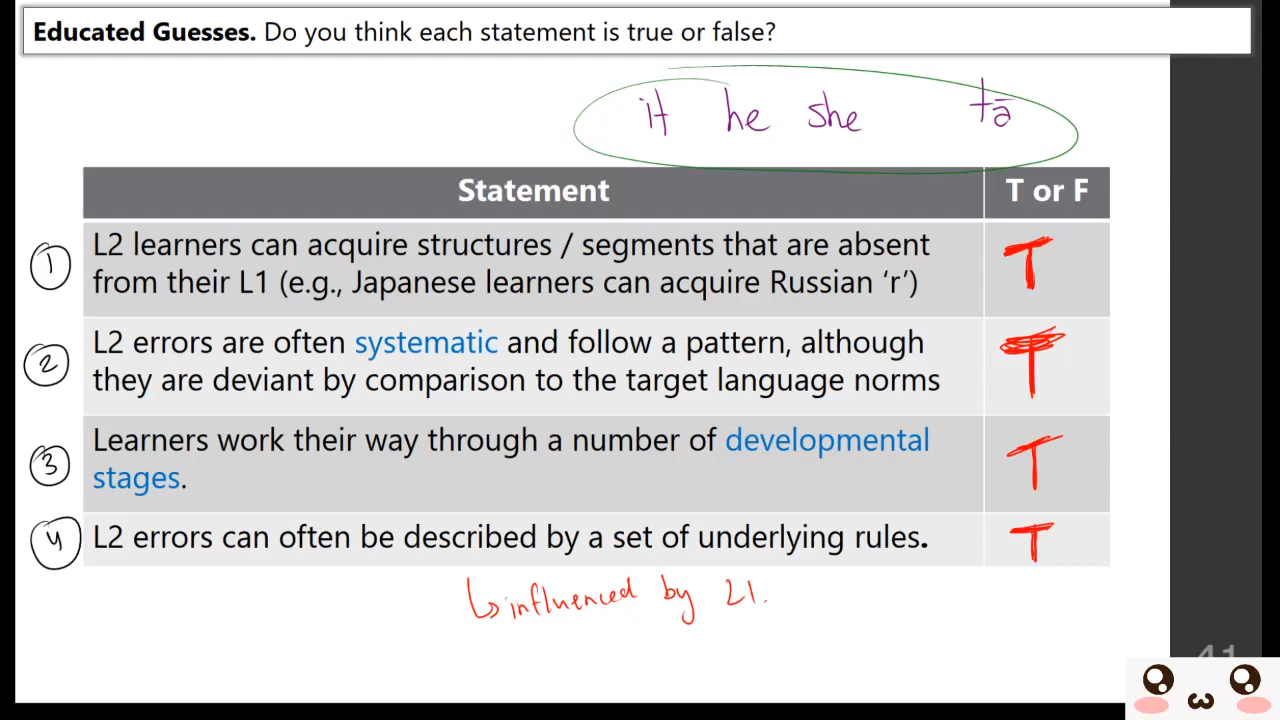 Educated Guesses. Do you think each statement is true or false?
it he she tā
Statement T or F
① L2 learners can acquire structures / segments that are absent T
from their L1 (e.g., Japanese learners can acquire Russian ‘r’)
② L2 errors are often systematic and follow a pattern, although T
they are deviant by comparison to the target language norms
③ Learners work their way through a number of developmental T
stages.
④ L2 errors can often be described by a set of underlying rules. T
↳ influenced by L1.
41